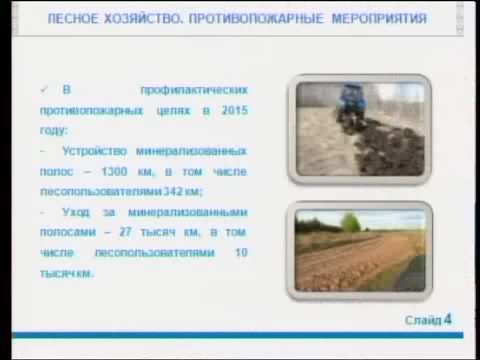 ЛЕСНОЕ ХОЗЯЙСТВО. ПРОТИВОПОЖАРНЫЕ МЕРОПРИЯТИЯ
✓ В профилактических
противопожарных целях в 2015
году:
- Устройство минерализованных
полос – 1300 км, в том числе
лесопользователями 342 км;
- Уход за минерализованными
полосами – 27 тысяч км, в том
числе лесопользователями 10
тысяч км.
Слайд 4